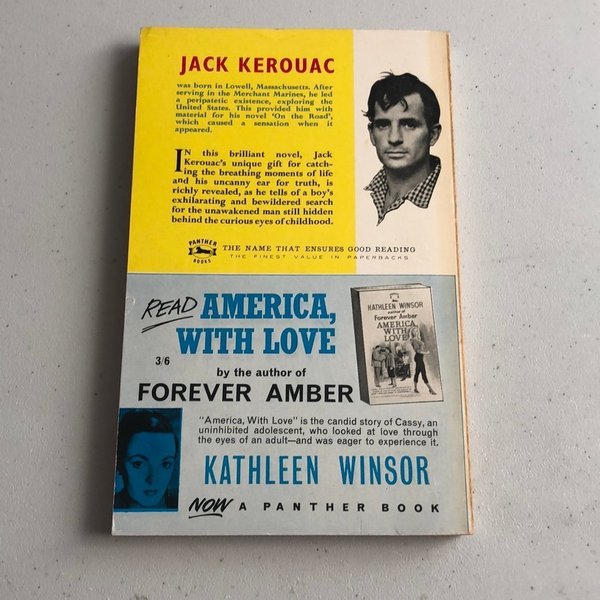 JACK KEROUAC
was born in Lowell, Massachusetts. After
serving in the Merchant Marines, he led
a peripatetic existence, exploring the
United States. This provided him with
material for his novel 'On the Road',
which caused a sensation when it
appeared.
IN this brilliant novel, Jack
Kerouac's unique gift for catch-
ing the breathing moments of life
and his uncanny ear for truth, is
richly revealed, as he tells of a boy's
exhilarating and bewildered search
for the unawakened man still hidden
behind the curious eyes of childhood.
PANTHER
BOOKS
THE NAME THAT ENSURES GOOD READING
THE FINEST VALUE IN PAPERBACKS
READ AMERICA,
WITH LOVE
3/6
by the author of
FOREVER AMBER
KATHLEEN WINSOR
author of
Forever Amber
AMERICA,
WITH
LOVE
"America, With Love" is the candid story of Cassy, an
uninhibited adolescent, who looked at love through
the eyes of an adult—and was eager to experience it.
KATHLEEN WINSOR
NOW A PANTHER BOOK